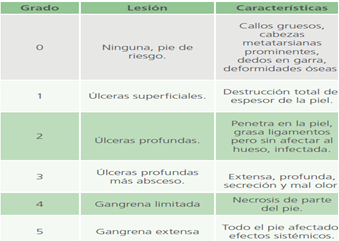 Grado Lesión Características
0 Ninguna, pie de riesgo. Callos gruesos, cabezas metatarsianas prominentes, dedos en garra, deformidades óseas
1 Úlceras superficiales. Destrucción total de espesor de la piel.
2 Úlceras profundas. Penetra en la piel, grasa ligamentos pero sin afectar al hueso, infectada.
3 Úlceras profundas más absceso. Extensa, profunda, secreción y mal olor
4 Gangrena limitada Necrosis de parte del pie.
5 Gangrena extensa Todo el pie afectado efectos sistémicos.